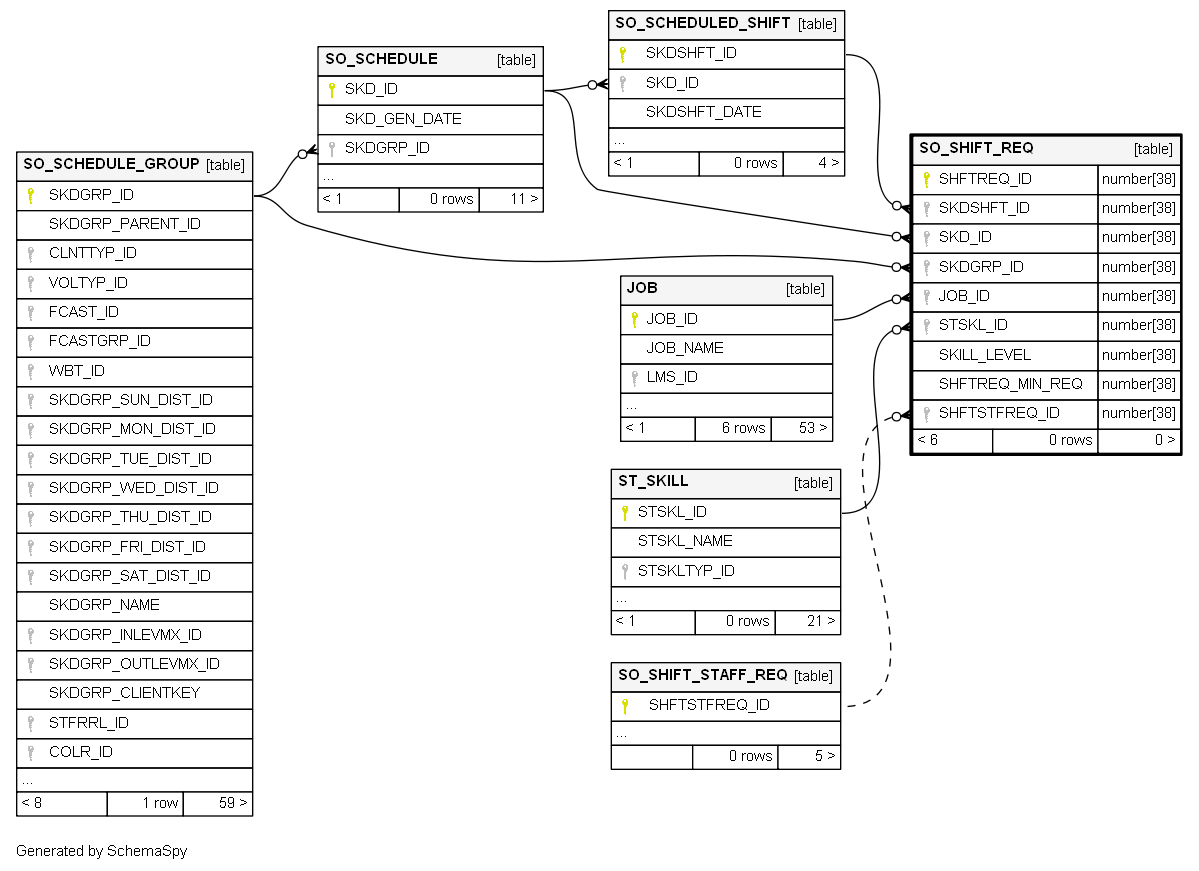 SO_SCHEDULED_SHIFT [table]
SKDSHFT_ID
SKD_ID
SKDSHFT_DATE
...
< 1 0 rows 4 >
SO_SCHEDULE [table]
SKD_ID
SKD_GEN_DATE
SKDGRP_ID
...
< 1 0 rows 11 >
SO_SHIFT_REQ [table]
SHFTREQ_ID number[38]
SKDSHFT_ID number[38]
SKD_ID number[38]
SKDGRP_ID number[38]
JOB_ID number[38]
STSKL_ID number[38]
SKILL_LEVEL number[38]
SHFTREQ_MIN_REQ number[38]
SHFTSTFREQ_ID number[38]
< 6 0 rows 0 >
SO_SCHEDULE_GROUP [table]
SKDGRP_ID
SKDGRP_PARENT_ID
CLNTTYP_ID
VOLTYP_ID
FCAST_ID
FCASTGRP_ID
WBT_ID
SKDGRP_SUN_DIST_ID
SKDGRP_MON_DIST_ID
SKDGRP_TUE_DIST_ID
SKDGRP_WED_DIST_ID
SKDGRP_THU_DIST_ID
SKDGRP_FRI_DIST_ID
SKDGRP_SAT_DIST_ID
SKDGRP_NAME
SKDGRP_INLEVMX_ID
SKDGRP_OUTLEVMX_ID
SKDGRP_CLIENTKEY
STFRRL_ID
COLR_ID
...
< 8 1 row 59 >
JOB [table]
JOB_ID
JOB_NAME
LMS_ID
...
< 1 6 rows 53 >
ST_SKILL [table]
STSKL_ID
STSKL_NAME
STSKLTYP_ID
...
< 1 0 rows 21 >
SO_SHIFT_STAFF_REQ [table]
SHFTSTFREQ_ID
...
0 rows 5 >
Generated by SchemaSpy